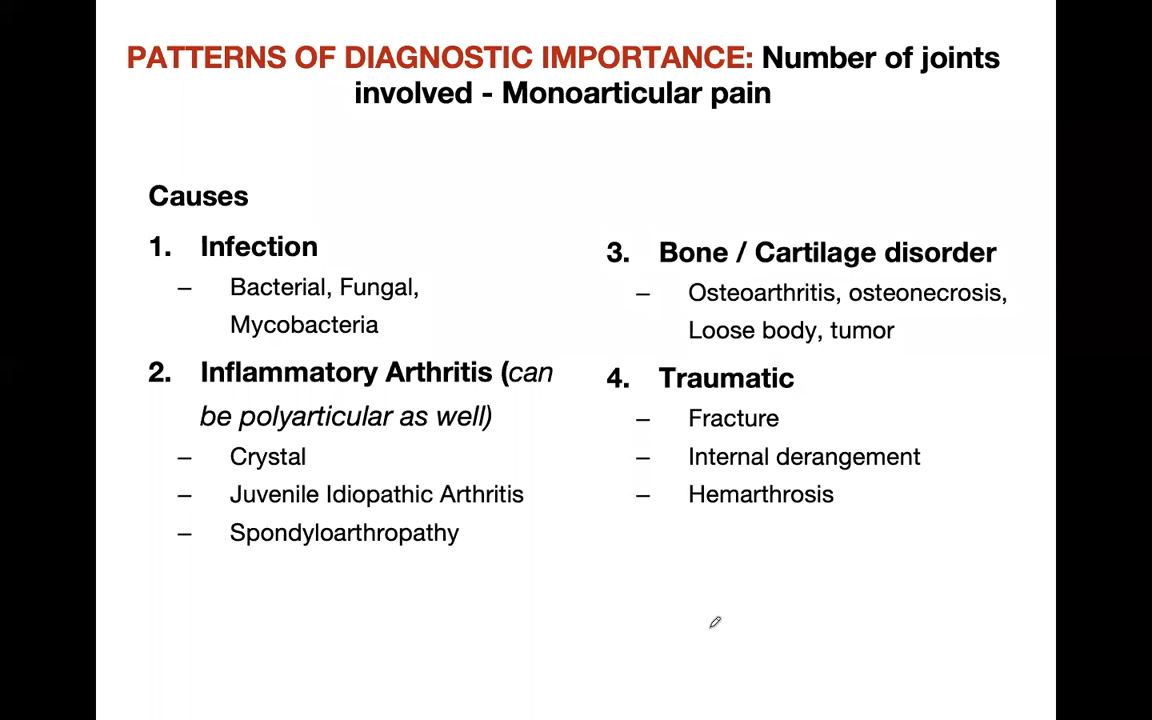 PATTERNS OF DIAGNOSTIC IMPORTANCE: Number of joints
involved - Monoarticular pain
Causes
1. Infection
– Bacterial, Fungal,
Mycobacteria
2. Inflammatory Arthritis (can
be polyarticular as well)
– Crystal
– Juvenile Idiopathic Arthritis
– Spondyloarthropathy
3. Bone / Cartilage disorder
– Osteoarthritis, osteonecrosis,
Loose body, tumor
4. Traumatic
– Fracture
– Internal derangement
– Hemarthrosis